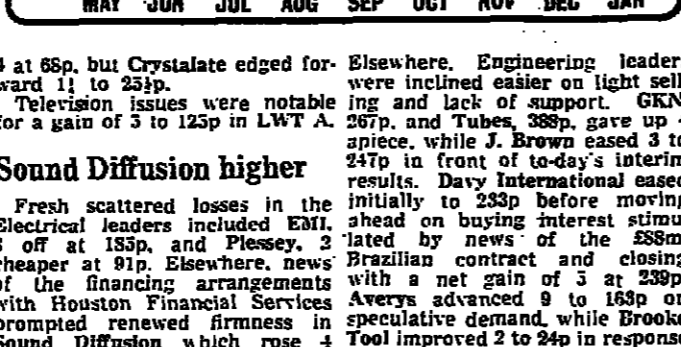 MAY JUN JUL AUG SEP OCT NOV DEC JAN
at 68p, but Crystalate edged for-
ward 1¼ to 23½p.
Television issues were notable
for a gain of 3 to 125p in LWT A.
Sound Diffusion higher
Fresh scattered losses in the
Electrical leaders included EMI,
off at 185p, and Plessey, 2
cheaper at 91p. Elsewhere, news
of the financing arrangements
with Houston Financial Services
prompted renewed firmness in
Sound Diffusion which rose 4
Elsewhere, Engineering leader
were inclined easier on light sell
ing and lack of support. GKN,
267p, and Tubes, 388p, gave up
apiece, while J. Brown eased 3 to
247p in front of to-day's interim
results. Davy International eased
initially to 233p before moving
ahead on buying interest stimu
lated by news of the £88m
Brazilian contract and closing
with a net gain of 5 at 239p
Averys advanced 9 to 163p on
speculative demand, while Brooke
Tool improved 2 to 24p in response